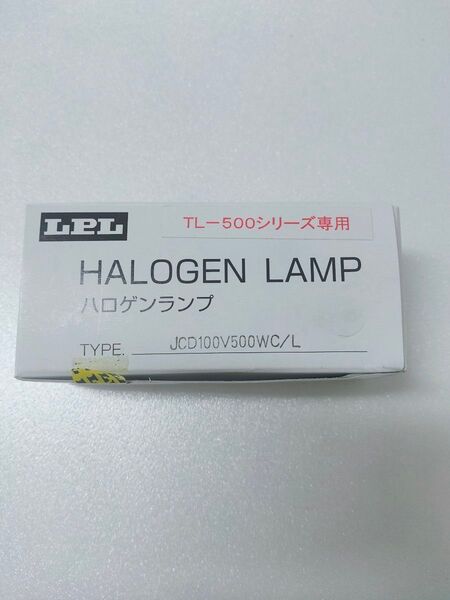 LPL
TL-500シリーズ専用
HALOGEN LAMP
ハロゲンランプ
TYPE. JCD100V500WC/L